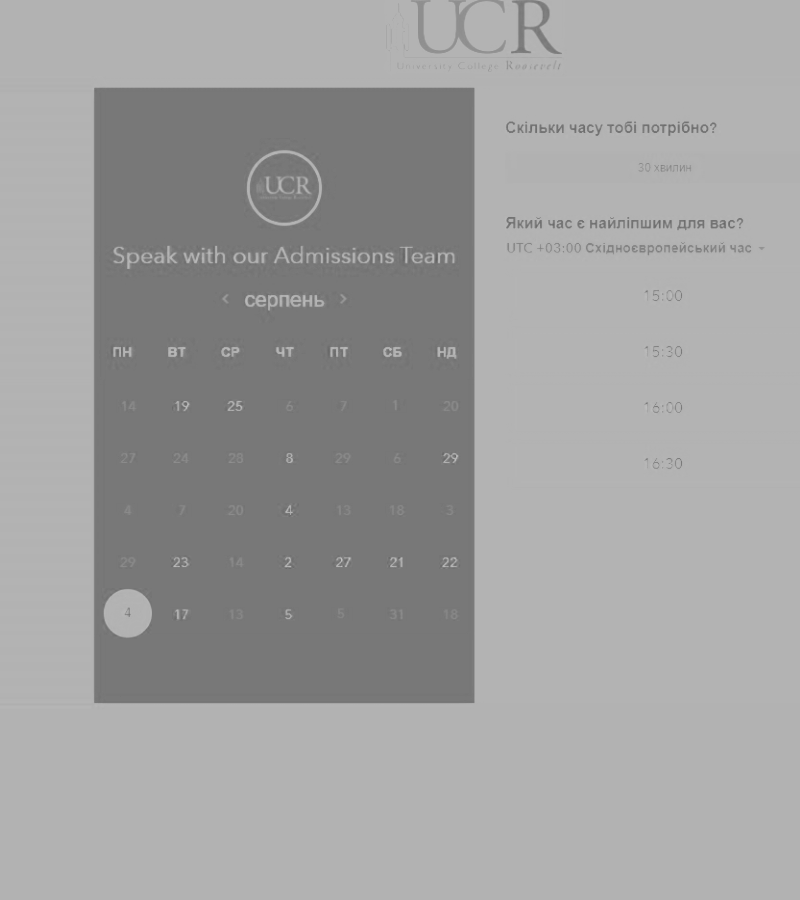 UCR
University College Roosevelt
UCR
Speak with our Admissions Team
серпень
ПН ВТ СР ЧТ ПТ СБ НД
14 19 25 6 7 1 20
27 24 28 8 29 6 29
4 7 20 4 13 18 3
29 23 14 2 27 21 22
4 17 13 5 5 31 18
Скільки часу тобі потрібно?
30 хвилин
Який час є найліпшим для вас?
UTC +03:00 Східноєвропейський час
15:00
15:30
16:00
16:30